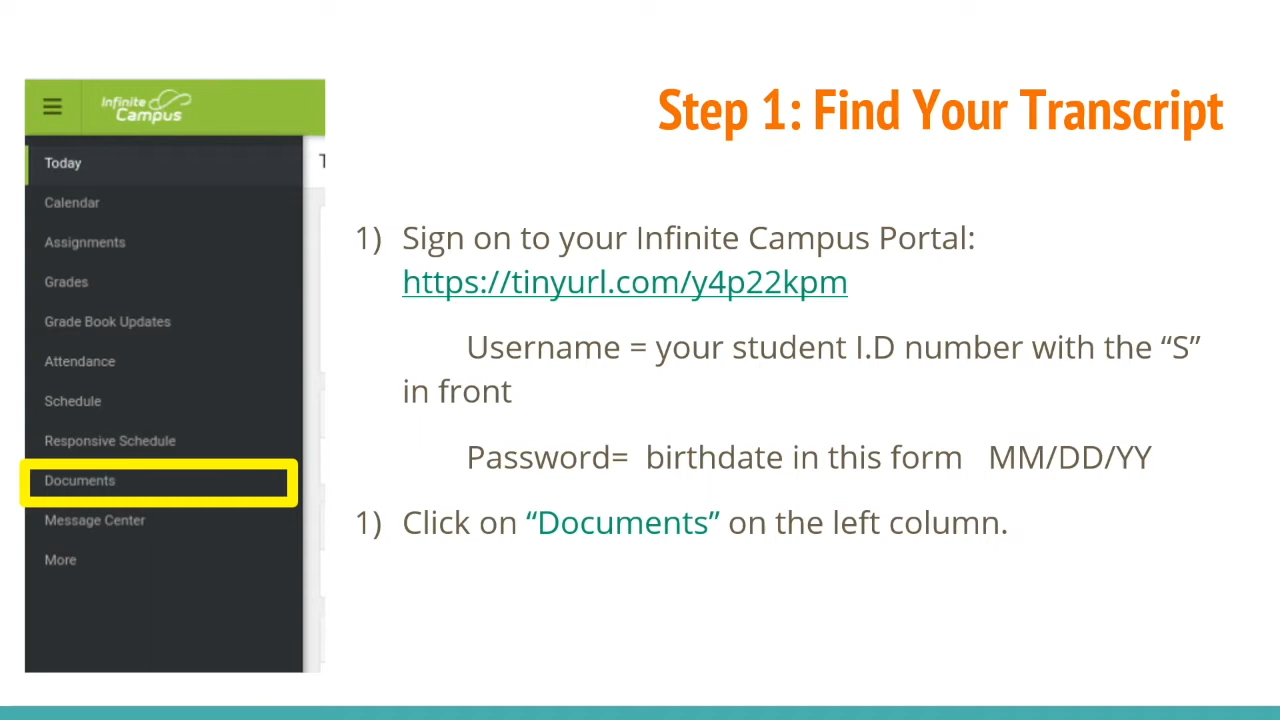 Infinite
Campus
Today
Calendar
Assignments
Grades
Grade Book Updates
Attendance
Schedule
Responsive Schedule
Documents
Message Center
More
T
Step 1: Find Your Transcript
1) Sign on to your Infinite Campus Portal:
https://tinyurl.com/y4p22kpm
Username = your student I.D number with the “S”
in front
Password= birthdate in this form MM/DD/YY
1) Click on “Documents” on the left column.